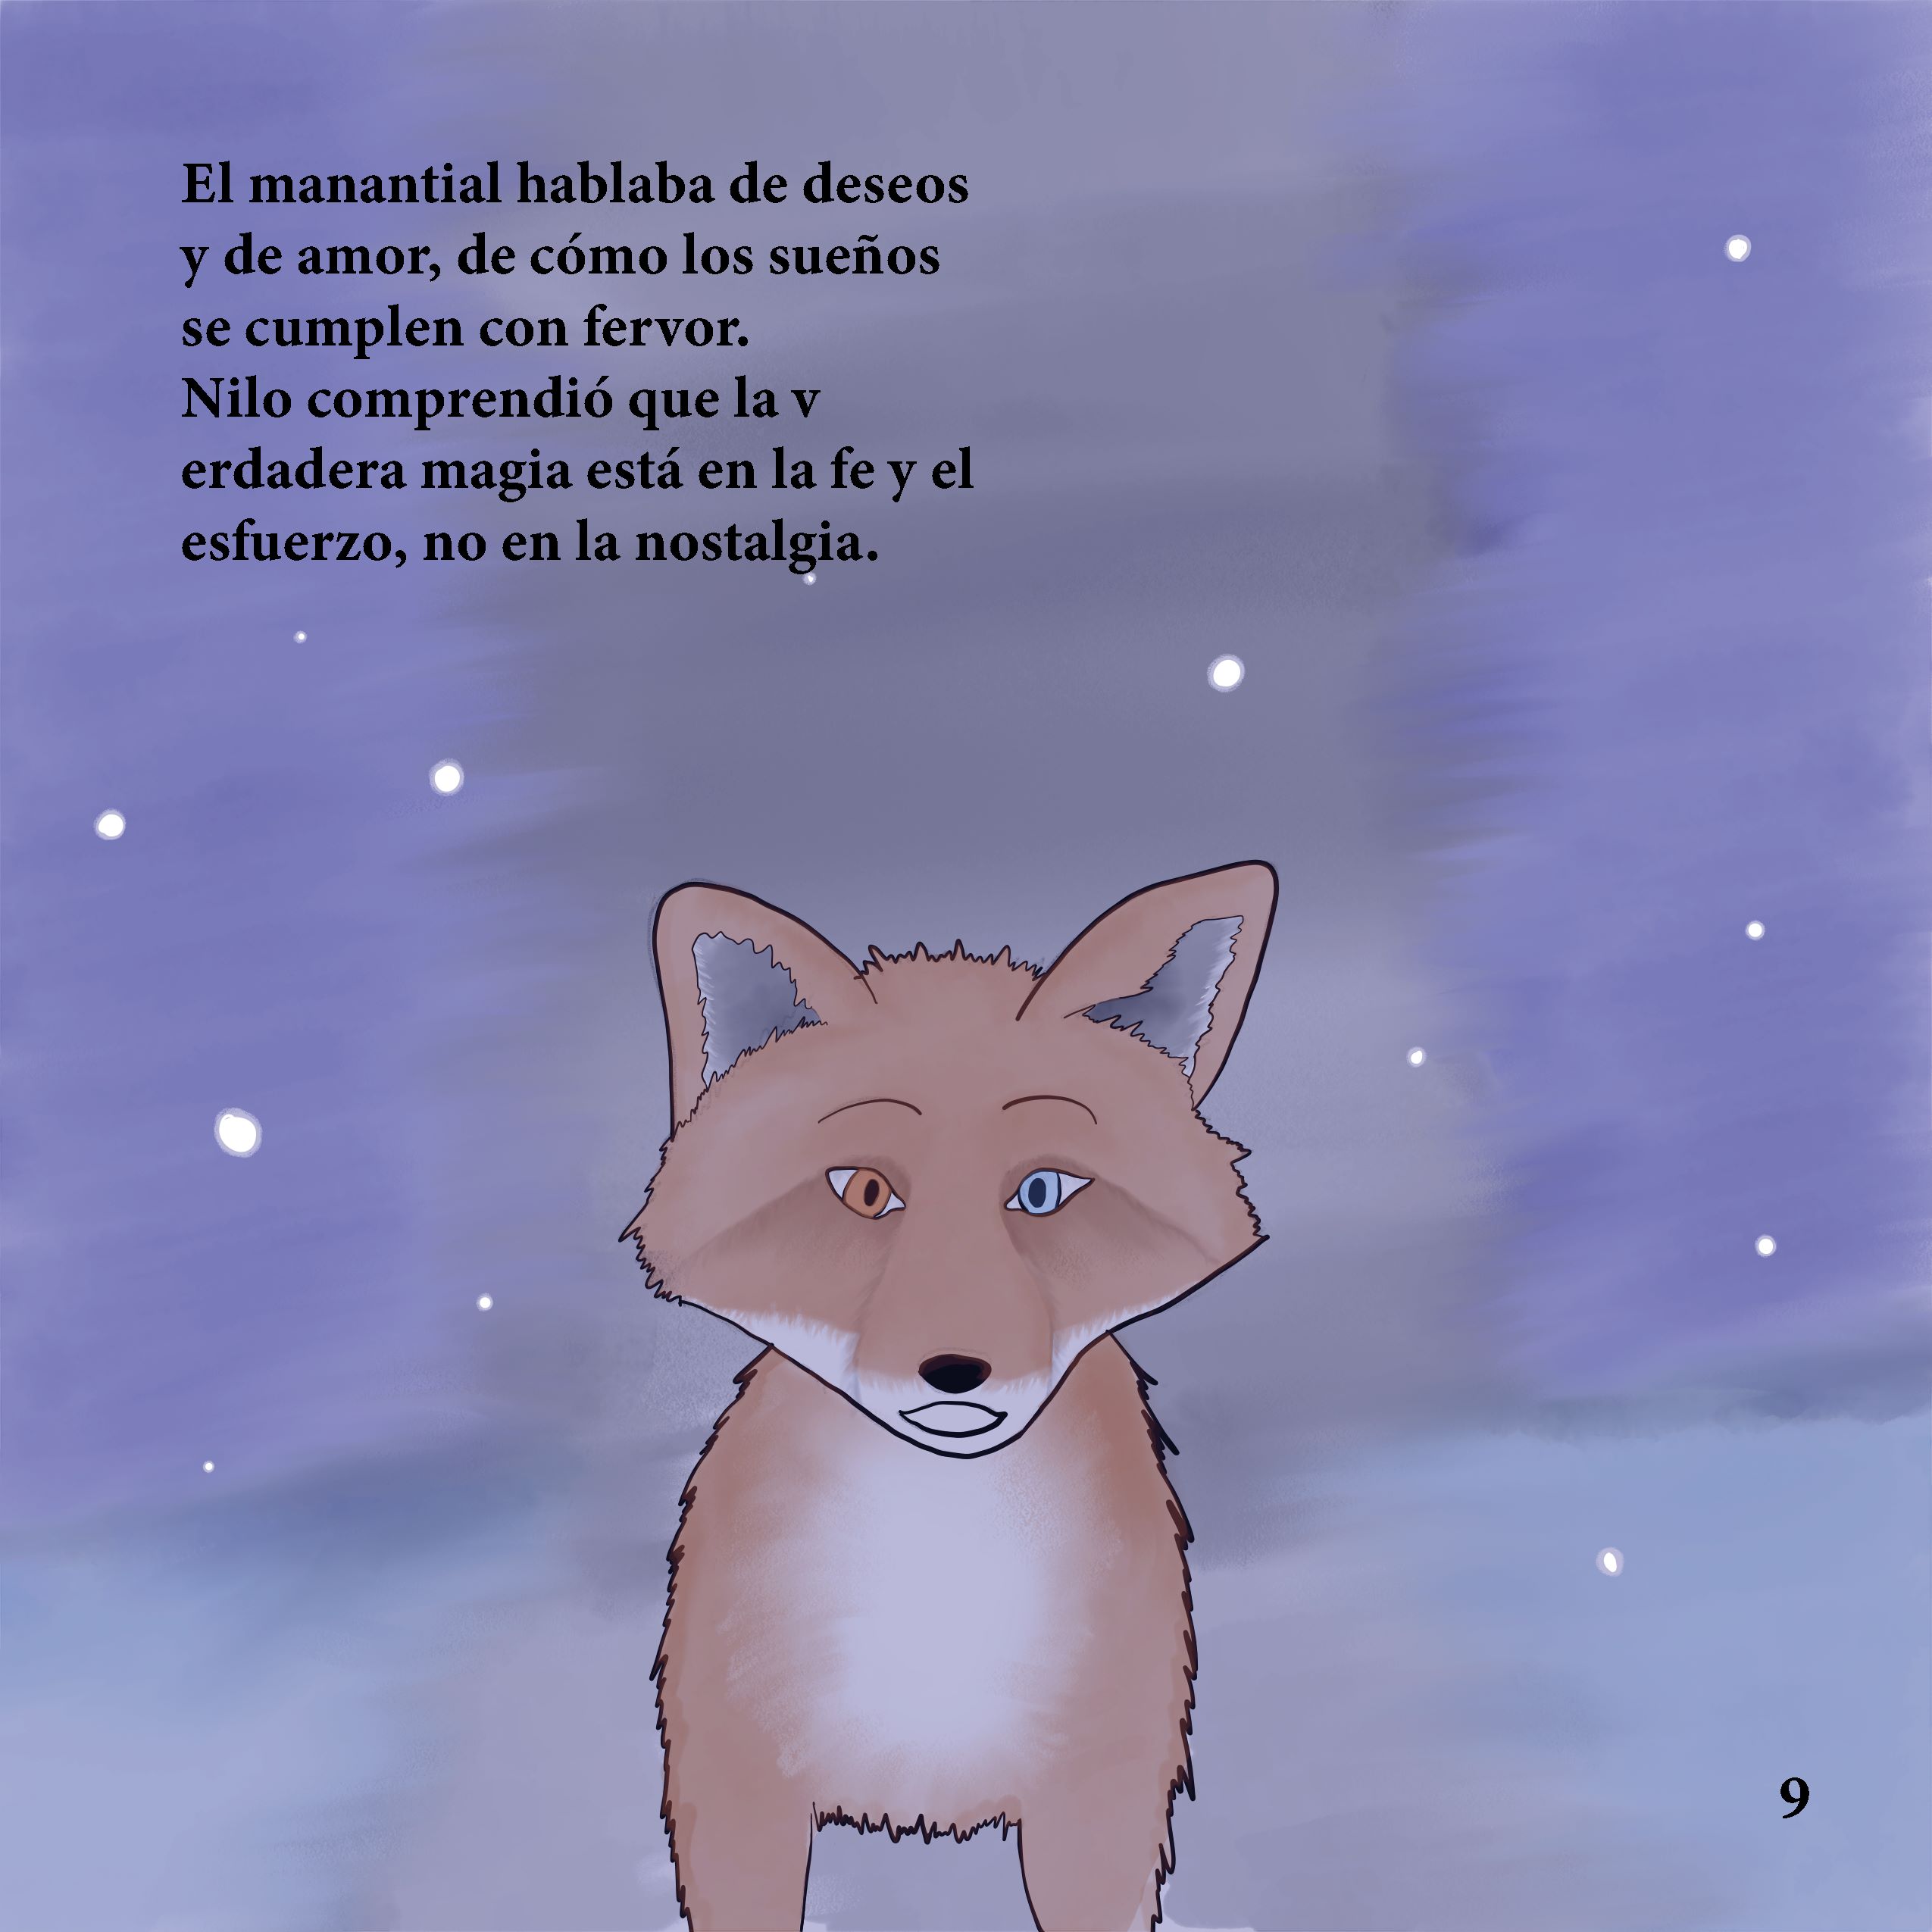 El manantial hablaba de deseos
y de amor, de cómo los sueños
se cumplen con fervor.
Nilo comprendió que la v
erdadera magia está en la fe y el
esfuerzo, no en la nostalgia.
9